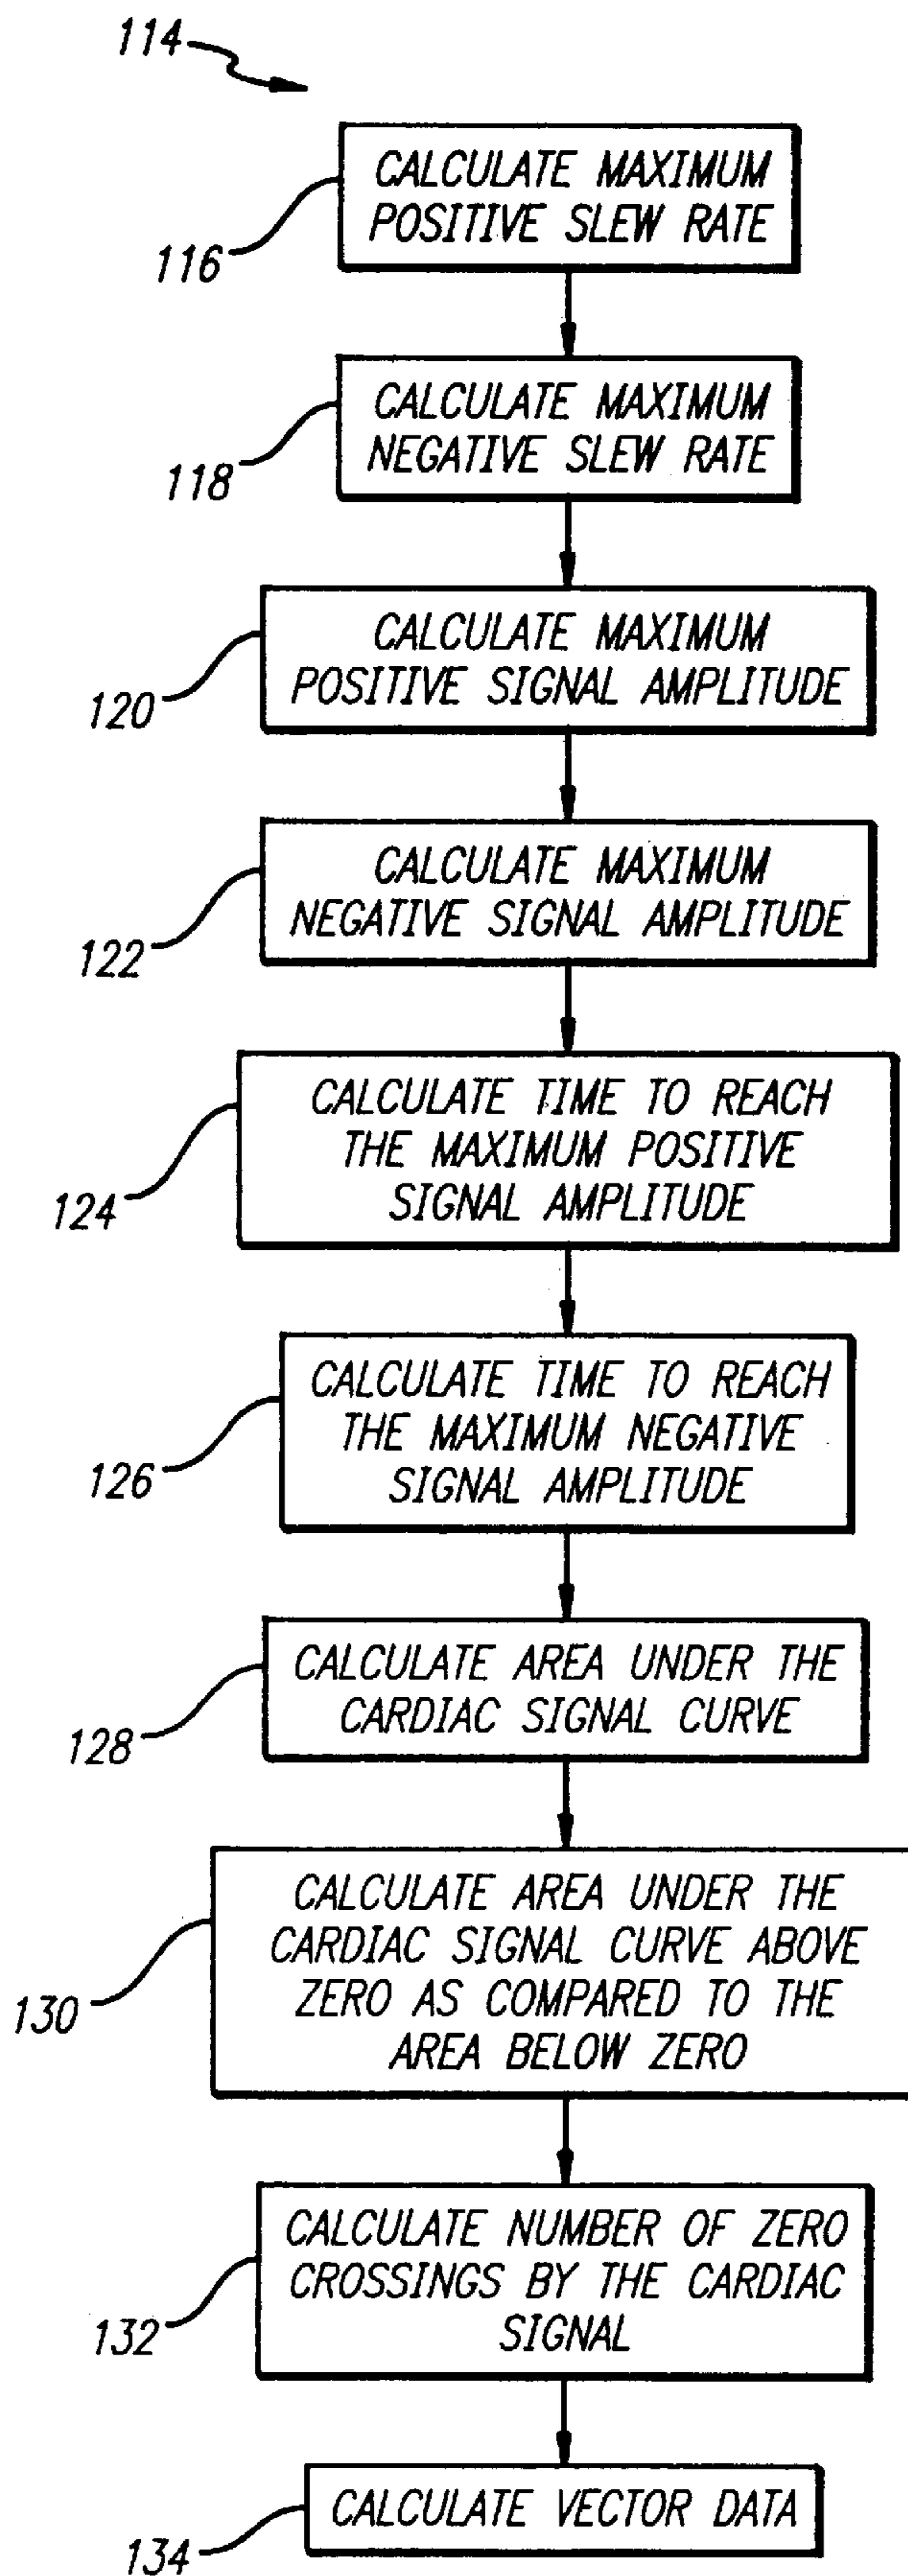 114
CALCULATE MAXIMUM
POSITIVE SLEW RATE
116
CALCULATE MAXIMUM
NEGATIVE SLEW RATE
118
CALCULATE MAXIMUM
POSITIVE SIGNAL AMPLITUDE
120
CALCULATE MAXIMUM
NEGATIVE SIGNAL AMPLITUDE
122
CALCULATE TIME TO REACH
THE MAXIMUM POSITIVE
SIGNAL AMPLITUDE
124
CALCULATE TIME TO REACH
THE MAXIMUM NEGATIVE
SIGNAL AMPLITUDE
126
CALCULATE AREA UNDER THE
CARDIAC SIGNAL CURVE
128
CALCULATE AREA UNDER THE
CARDIAC SIGNAL CURVE ABOVE
ZERO AS COMPARED TO THE
AREA BELOW ZERO
130
CALCULATE NUMBER OF ZERO
CROSSINGS BY THE CARDIAC
SIGNAL
132
CALCULATE VECTOR DATA
134